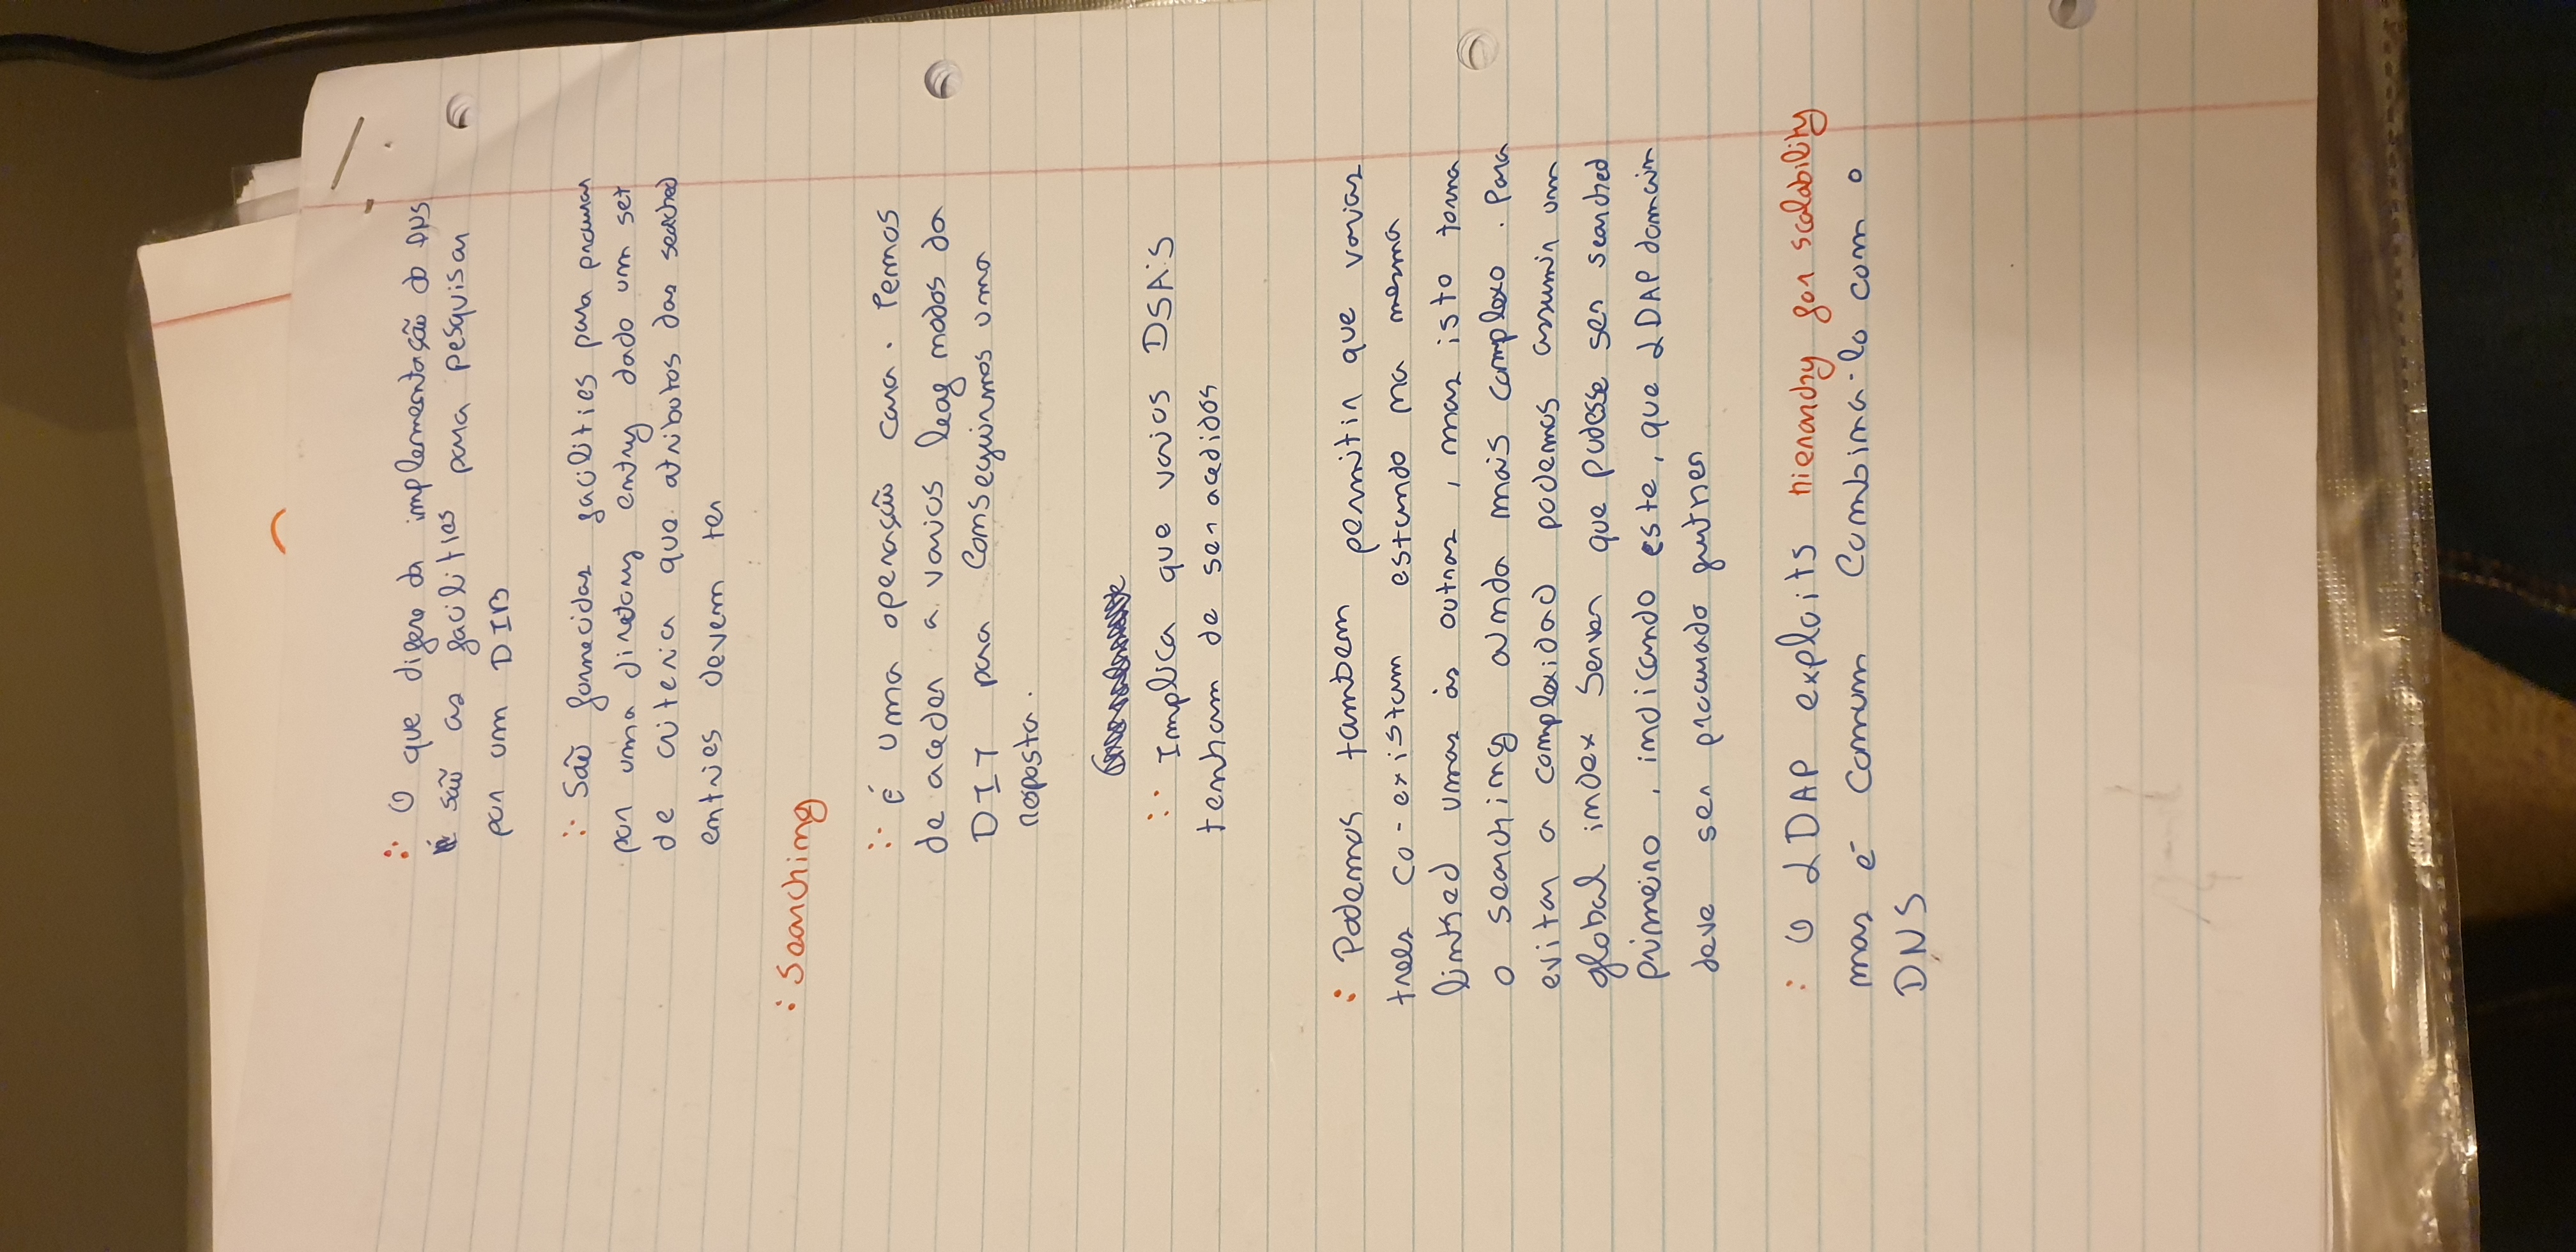 :· O que difere da implementação do DNS
é são as facilities para pesquisar
por um DIB
:· São fornecidas facilities para procurar
por uma diretory entry dado um set
de criteria que atributos das searched
entries devem ter
: Searching
:· É uma operação cara. Temos
de aceder a varios leaf nodos da
DIT para conseguirmos uma
resposta.
:· Implica que varios DSA's
tenham de ser acedidos
: Podemos tambem permitir que varias
trees co-existam estando na mesma
linked umas às outras, mas isto torna
o searching ainda mais complexo. Para
evitar a complexidad podemos assumir um
global index server que pudesse ser searched
primeiro, indicando este, que LDAP domain
deve ser procurado further
: O LDAP exploits hierarchy for scalability
mas é comum combina-lo com o
DNS